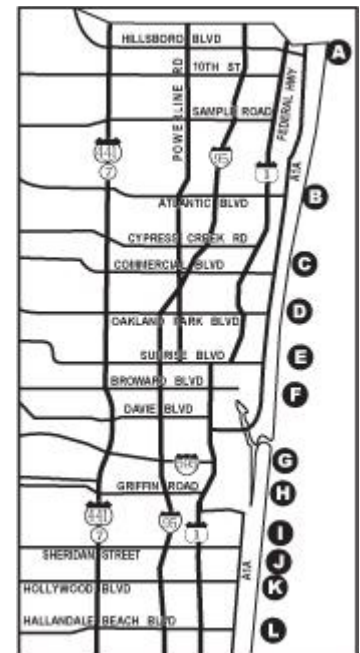 HILLSBORO BLVD
A
10TH ST
POWERLINE RD
FEDERAL HWY
SAMPLE ROAD
441
7
95
1
A1A
B
ATLANTIC BLVD
CYPRESS CREEK RD
C
COMMERCIAL BLVD
D
OAKLAND PARK BLVD
E
SUNRISE BLVD
BROWARD BLVD
F
DAVIE BLVD
G
595
H
GRIFFIN ROAD
441
7
95
1
I
SHERIDAN STREET
J
A1A
K
HOLLYWOOD BLVD
HALLANDALE BEACH BLVD
L